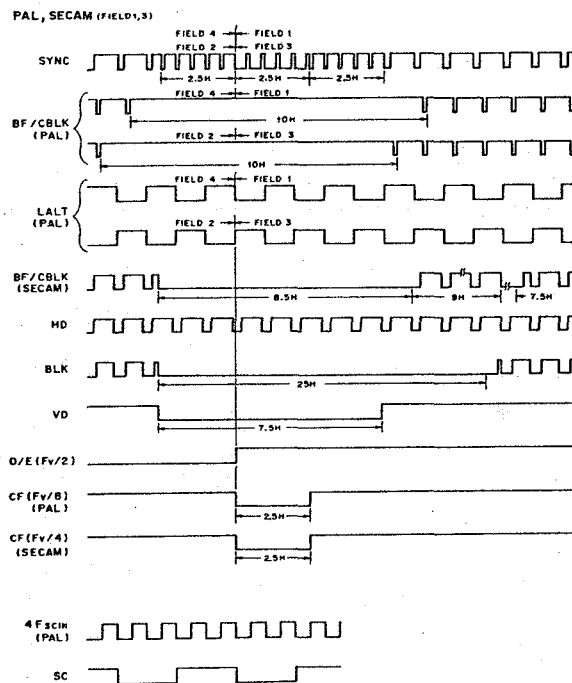 PAL, SECAM (FIELD 1,3)
FIELD 4 FIELD 1
FIELD 2 FIELD 3
SYNC
2.5H 2.5H 2.5H
FIELD 4 FIELD 1
BF/CBLK
(PAL)
10H
FIELD 2 FIELD 3
10H
FIELD 4 FIELD 1
LALT
(PAL)
FIELD 2 FIELD 3
BF/CBLK
(SECAM)
8.5H 9H 7.5H
HD
BLK
25H
VD
7.5H
O/E (FV/2)
CF (FV/8)
(PAL)
2.5H
CF (FV/4)
(SECAM)
2.5H
4FSCIN
(PAL)
SC